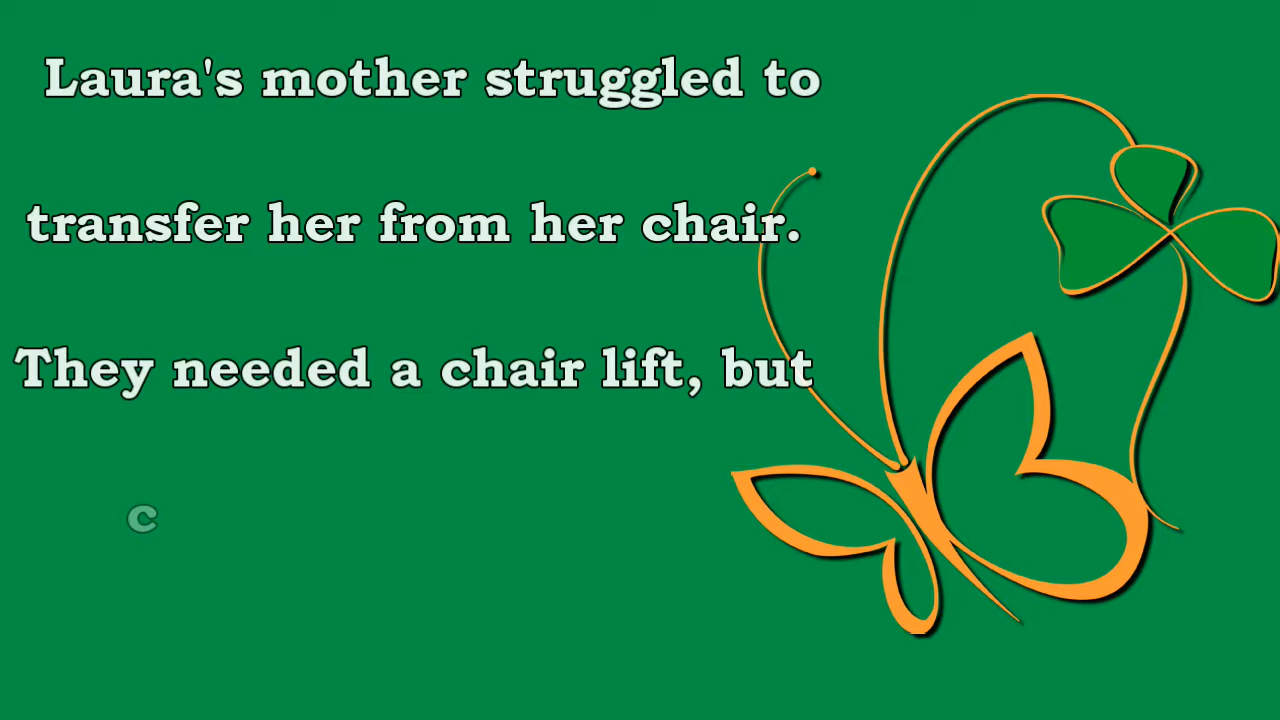 Laura's mother struggled to
transfer her from her chair.
They needed a chair lift, but
c